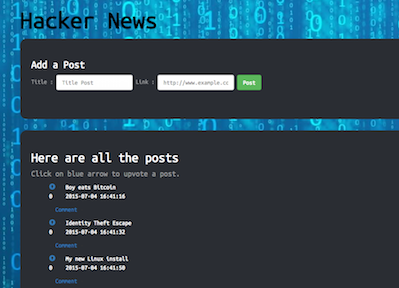 Hacker News
Add a Post
Title : Title Post Link : http://www.example.cc Post
Here are all the posts
Click on blue arrow to upvote a post.
Boy eats Bitcoin
0 2015-07-04 16:41:16
Comment
Identity Theft Escape
0 2015-07-04 16:41:32
Comment
My new Linux install
0 2015-07-04 16:41:50
Comment